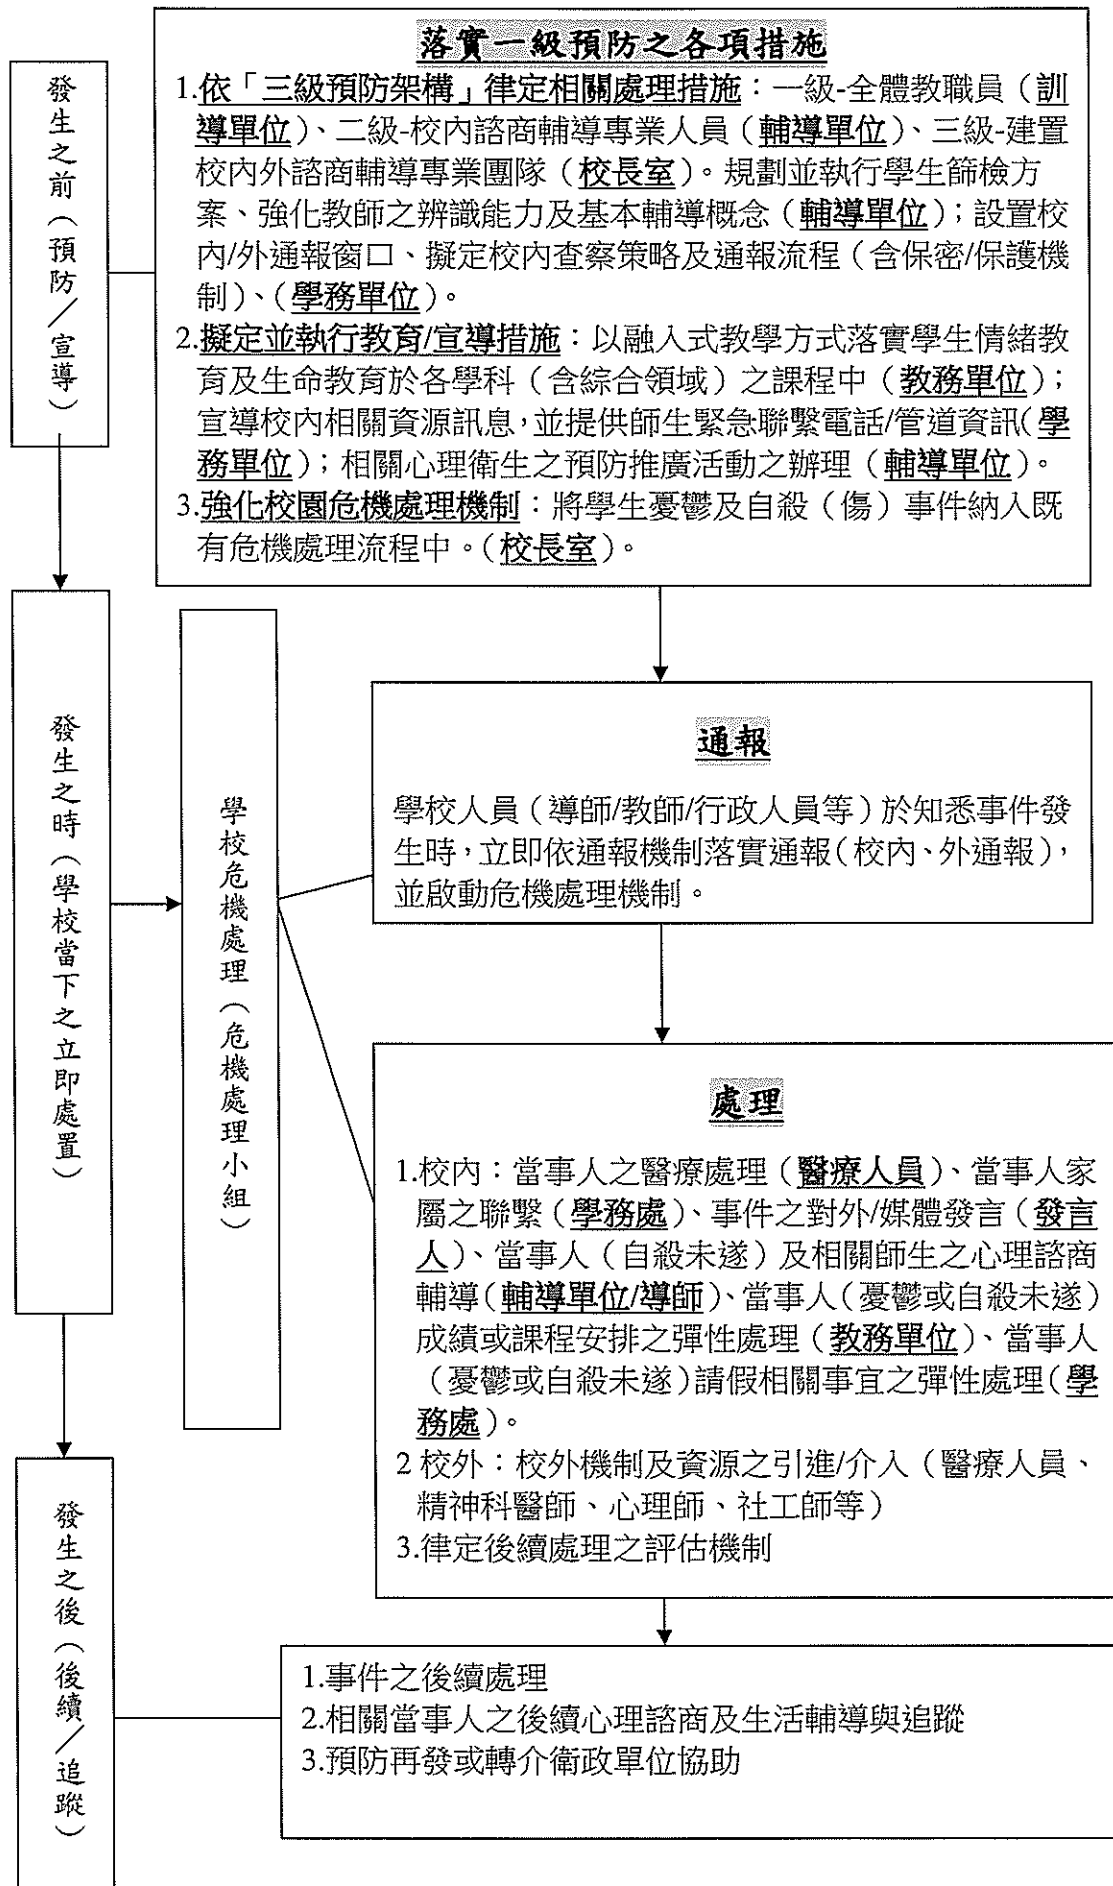 落實一級預防之各項措施
1.依「三級預防架構」律定相關處理措施：一級-全體教職員（訓
導單位）、二級-校內諮商輔導專業人員（輔導單位）、三級-建置
校內外諮商輔導專業團隊（校長室）。規劃並執行學生篩檢方
案、強化教師之辨識能力及基本輔導概念（輔導單位）；設置校
內/外通報窗口、擬定校內查察策略及通報流程（含保密/保護機
制）、（學務單位）。
2.擬定並執行教育/宣導措施：以融入式教學方式落實學生情緒教
育及生命教育於各學科（含綜合領域）之課程中（教務單位）；
宣導校內相關資源訊息，並提供師生緊急聯繫電話/管道資訊（學
務單位）；相關心理衛生之預防推廣活動之辦理（輔導單位）。
3.強化校園危機處理機制：將學生憂鬱及自殺（傷）事件納入既
有危機處理流程中。（校長室）。
發生之前（預防／宣導）
發生之時（學校當下之立即處置）
學校危機處理（危機處理小組）
通報
學校人員（導師/教師/行政人員等）於知悉事件發
生時，立即依通報機制落實通報（校內、外通報），
並啟動危機處理機制。
處理
1.校內：當事人之醫療處理（醫療人員）、當事人家
屬之聯繫（學務處）、事件之對外/媒體發言（發言
人）、當事人（自殺未遂）及相關師生之心理諮商
輔導（輔導單位/導師）、當事人（憂鬱或自殺未遂）
成績或課程安排之彈性處理（教務單位）、當事人
（憂鬱或自殺未遂）請假相關事宜之彈性處理（學
務處）。
2 校外：校外機制及資源之引進/介入（醫療人員、
精神科醫師、心理師、社工師等）
3.律定後續處理之評估機制
發生之後（後續／追蹤）
1.事件之後續處理
2.相關當事人之後續心理諮商及生活輔導與追蹤
3.預防再發或轉介衛政單位協助